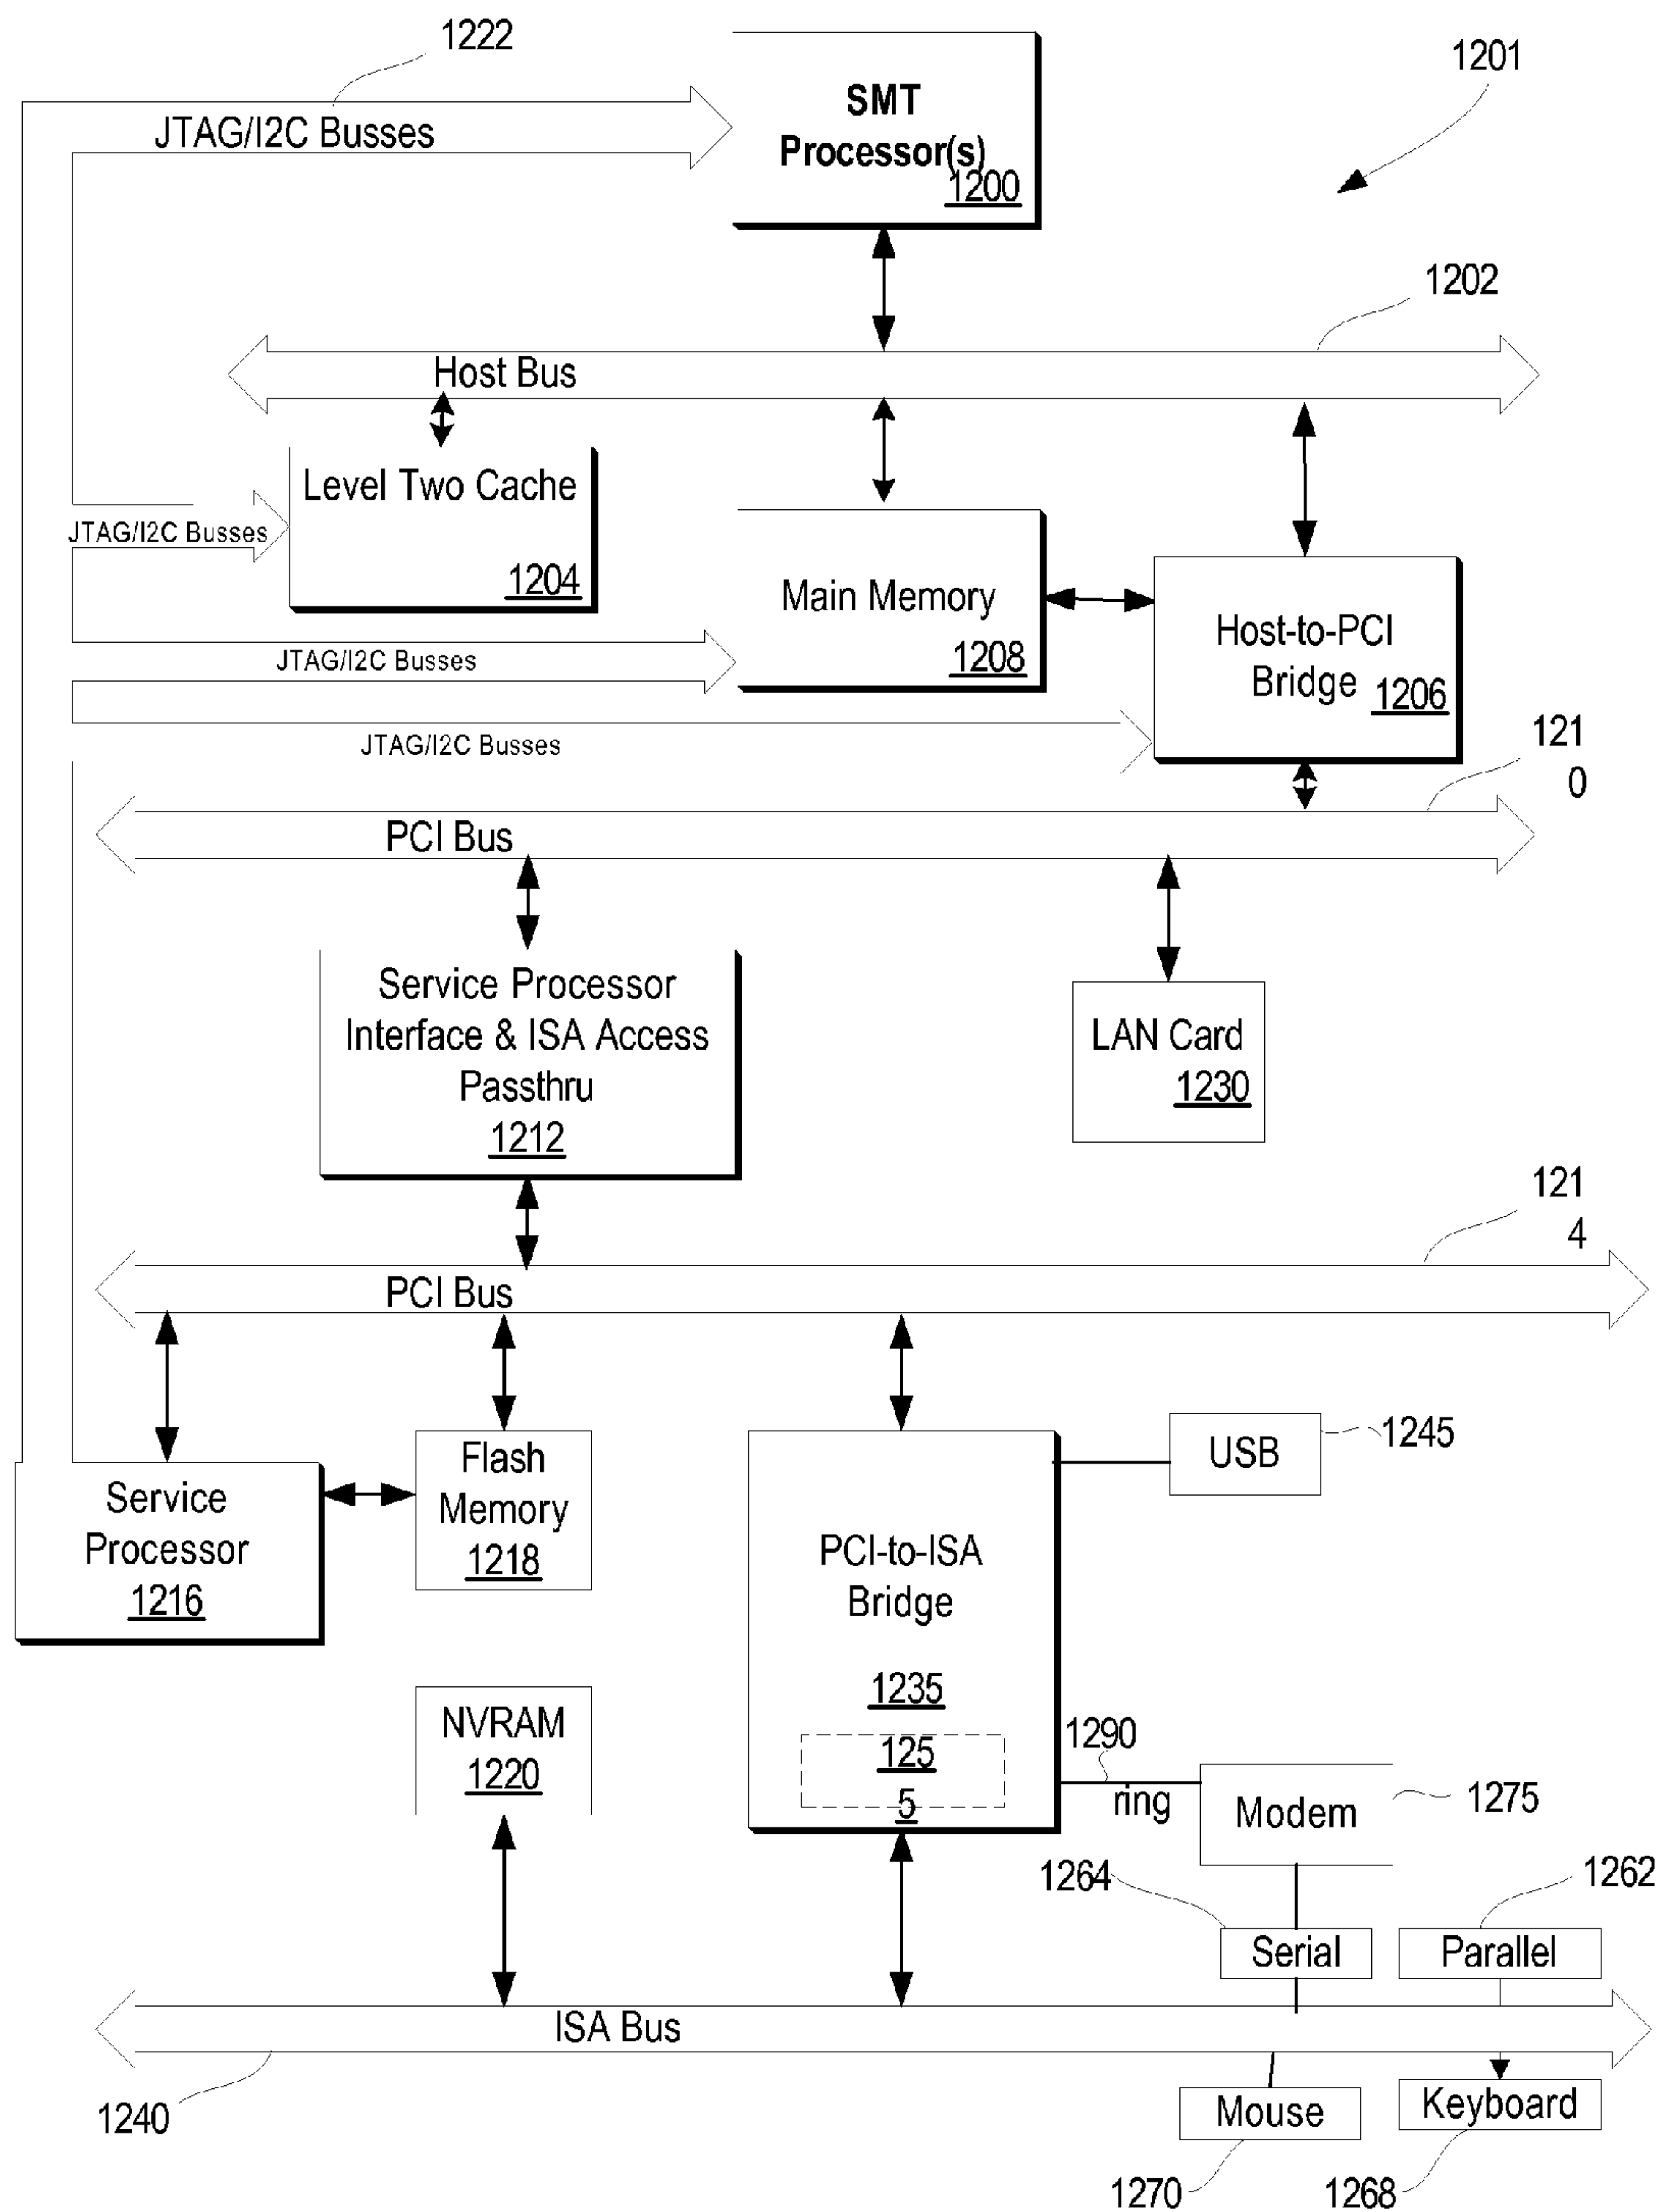 1222
1201
SMT
Processor(s)
1200
JTAG/I2C Busses
1202
Host Bus
Level Two Cache
1204
JTAG/I2C Busses
Main Memory
1208
Host-to-PCI
Bridge 1206
JTAG/I2C Busses
JTAG/I2C Busses
121
0
PCI Bus
Service Processor
Interface & ISA Access
Passthru
1212
LAN Card
1230
121
4
PCI Bus
1245
USB
Flash
Memory
1218
Service
Processor
1216
PCI-to-ISA
Bridge
1235
125
5
NVRAM
1220
1290
ring
Modem
1275
1264
1262
Serial
Parallel
ISA Bus
1240
Mouse
Keyboard
1270
1268